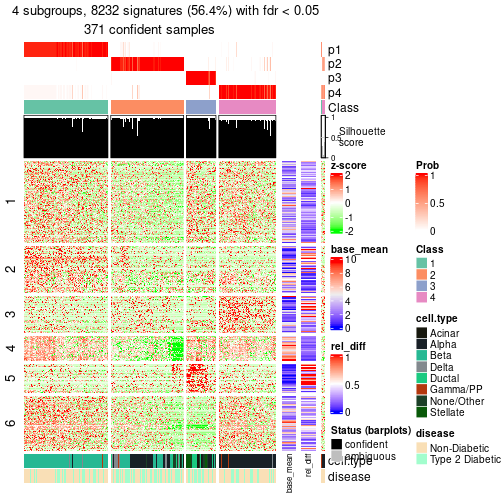 4 subgroups, 8232 signatures (56.4%) with fdr < 0.05
371 confident samples
p1
p2
p3
p4
Class
1
0.5
0
Silhouette
score
1
2
3
4
5
6
cell.type
disease
base_mean
rel_diff
z-score
2
1
0
-1
-2
base_mean
10
5
0
rel_diff
1
0.5
0
Status (barplots)
confident
ambiguous
Prob
1
0.5
0
Class
1
2
3
4
cell.type
Acinar
Alpha
Beta
Delta
Ductal
Gamma/PP
None/Other
Stellate
disease
Non-Diabetic
Type 2 Diabetic